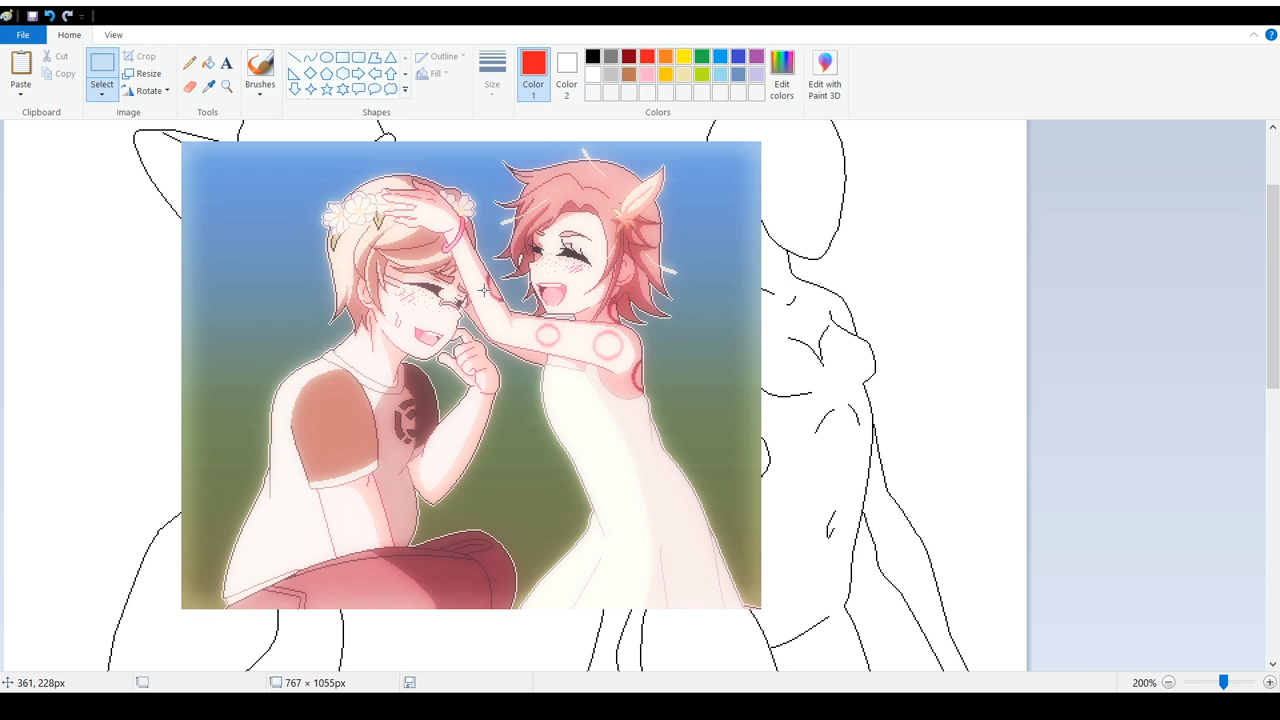 File Home View
Paste
Cut
Copy
Clipboard
Select
Crop
Resize
Rotate
Image
A
Tools
Brushes
Outline
Fill
Shapes
Size
Color 1
Color 2
Edit colors
Colors
Edit with Paint 3D
361, 228px
767 × 1055px
200%